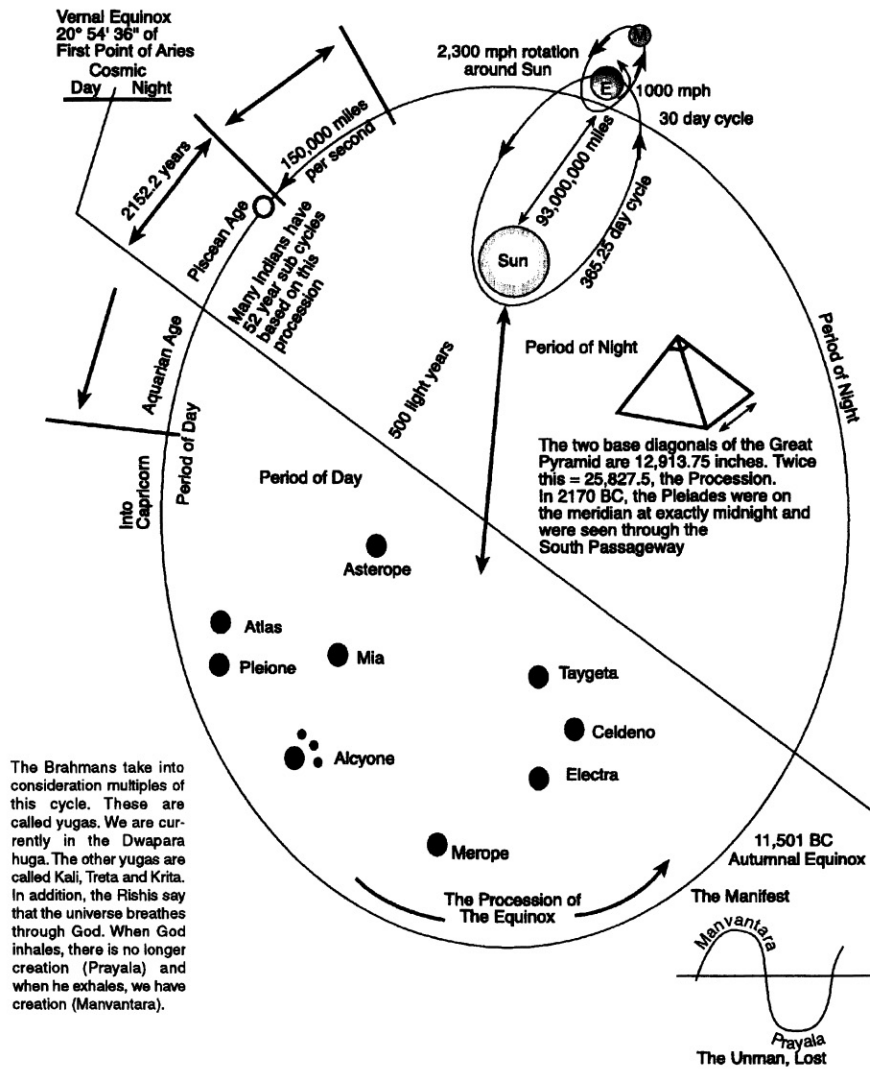 Vernal Equinox
20° 54' 36" of
First Point of Aries
Cosmic
Day Night
2,300 mph rotation
around Sun
M
E
1000 mph
30 day cycle
150,000 miles
per second
2152.2 years
93,000,000 miles
365.25 day cycle
Sun
Piscean Age
Many Indians have
52 year sub cycles
based on this
procession
Aquarian Age
Period of Day
Into
Capricorn
500 light years
Period of Night
Period of Night
The two base diagonals of the Great
Pyramid are 12,913.75 inches. Twice
this = 25,827.5, the Procession.
In 2170 BC, the Pleiades were on
the meridian at exactly midnight and
were seen through the
South Passageway
Period of Day
Asterope
Atlas
Pleione
Mia
Taygeta
Celdeno
Alcyone
Electra
Merope
The Brahmans take into
consideration multiples of
this cycle. These are
called yugas. We are cur-
rently in the Dwapara
huga. The other yugas are
called Kali, Treta and Krita.
In addition, the Rishis say
that the universe breathes
through God. When God
inhales, there is no longer
creation (Prayala) and
when he exhales, we have
creation (Manvantara).
The Procession of
The Equinox
11,501 BC
Autumnal Equinox
The Manifest
Manvantara
Prayala
The Unman, Lost